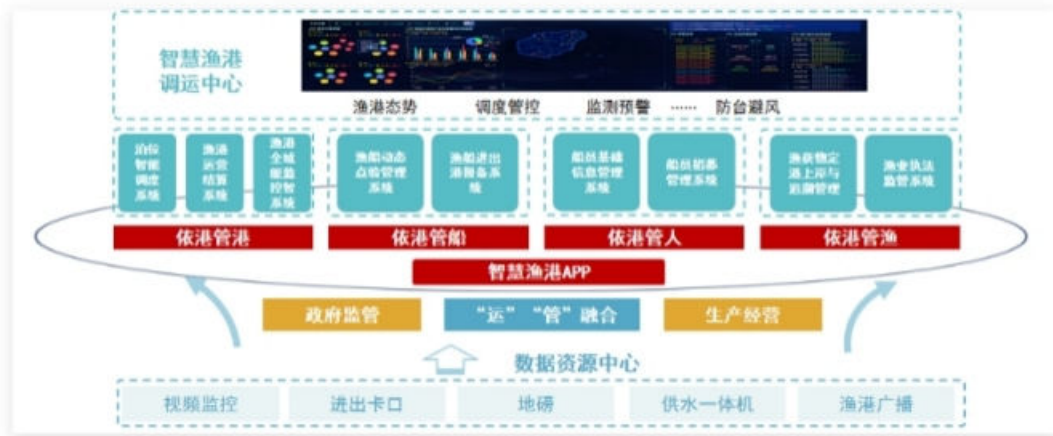 智慧渔港
调运中心
渔港态势 调度管控 监测预警 …… 防台避风
泊位
智能
调度
系统
渔港
运营
结算
系统
渔港
全域
智能
系统
渔船动态
点验管理
系统
渔船进出
港报备系
统
船员基础
信息管理
系统
船员招募
管理系统
渔获物定
港上岸与
追溯管理
渔业执法
监管系统
依港管港 依港管船 依港管人 依港管渔
智慧渔港APP
政府监管 “运”“管”融合 生产经营
数据资源中心
视频监控 进出卡口 地磅 供水一体机 渔港广播